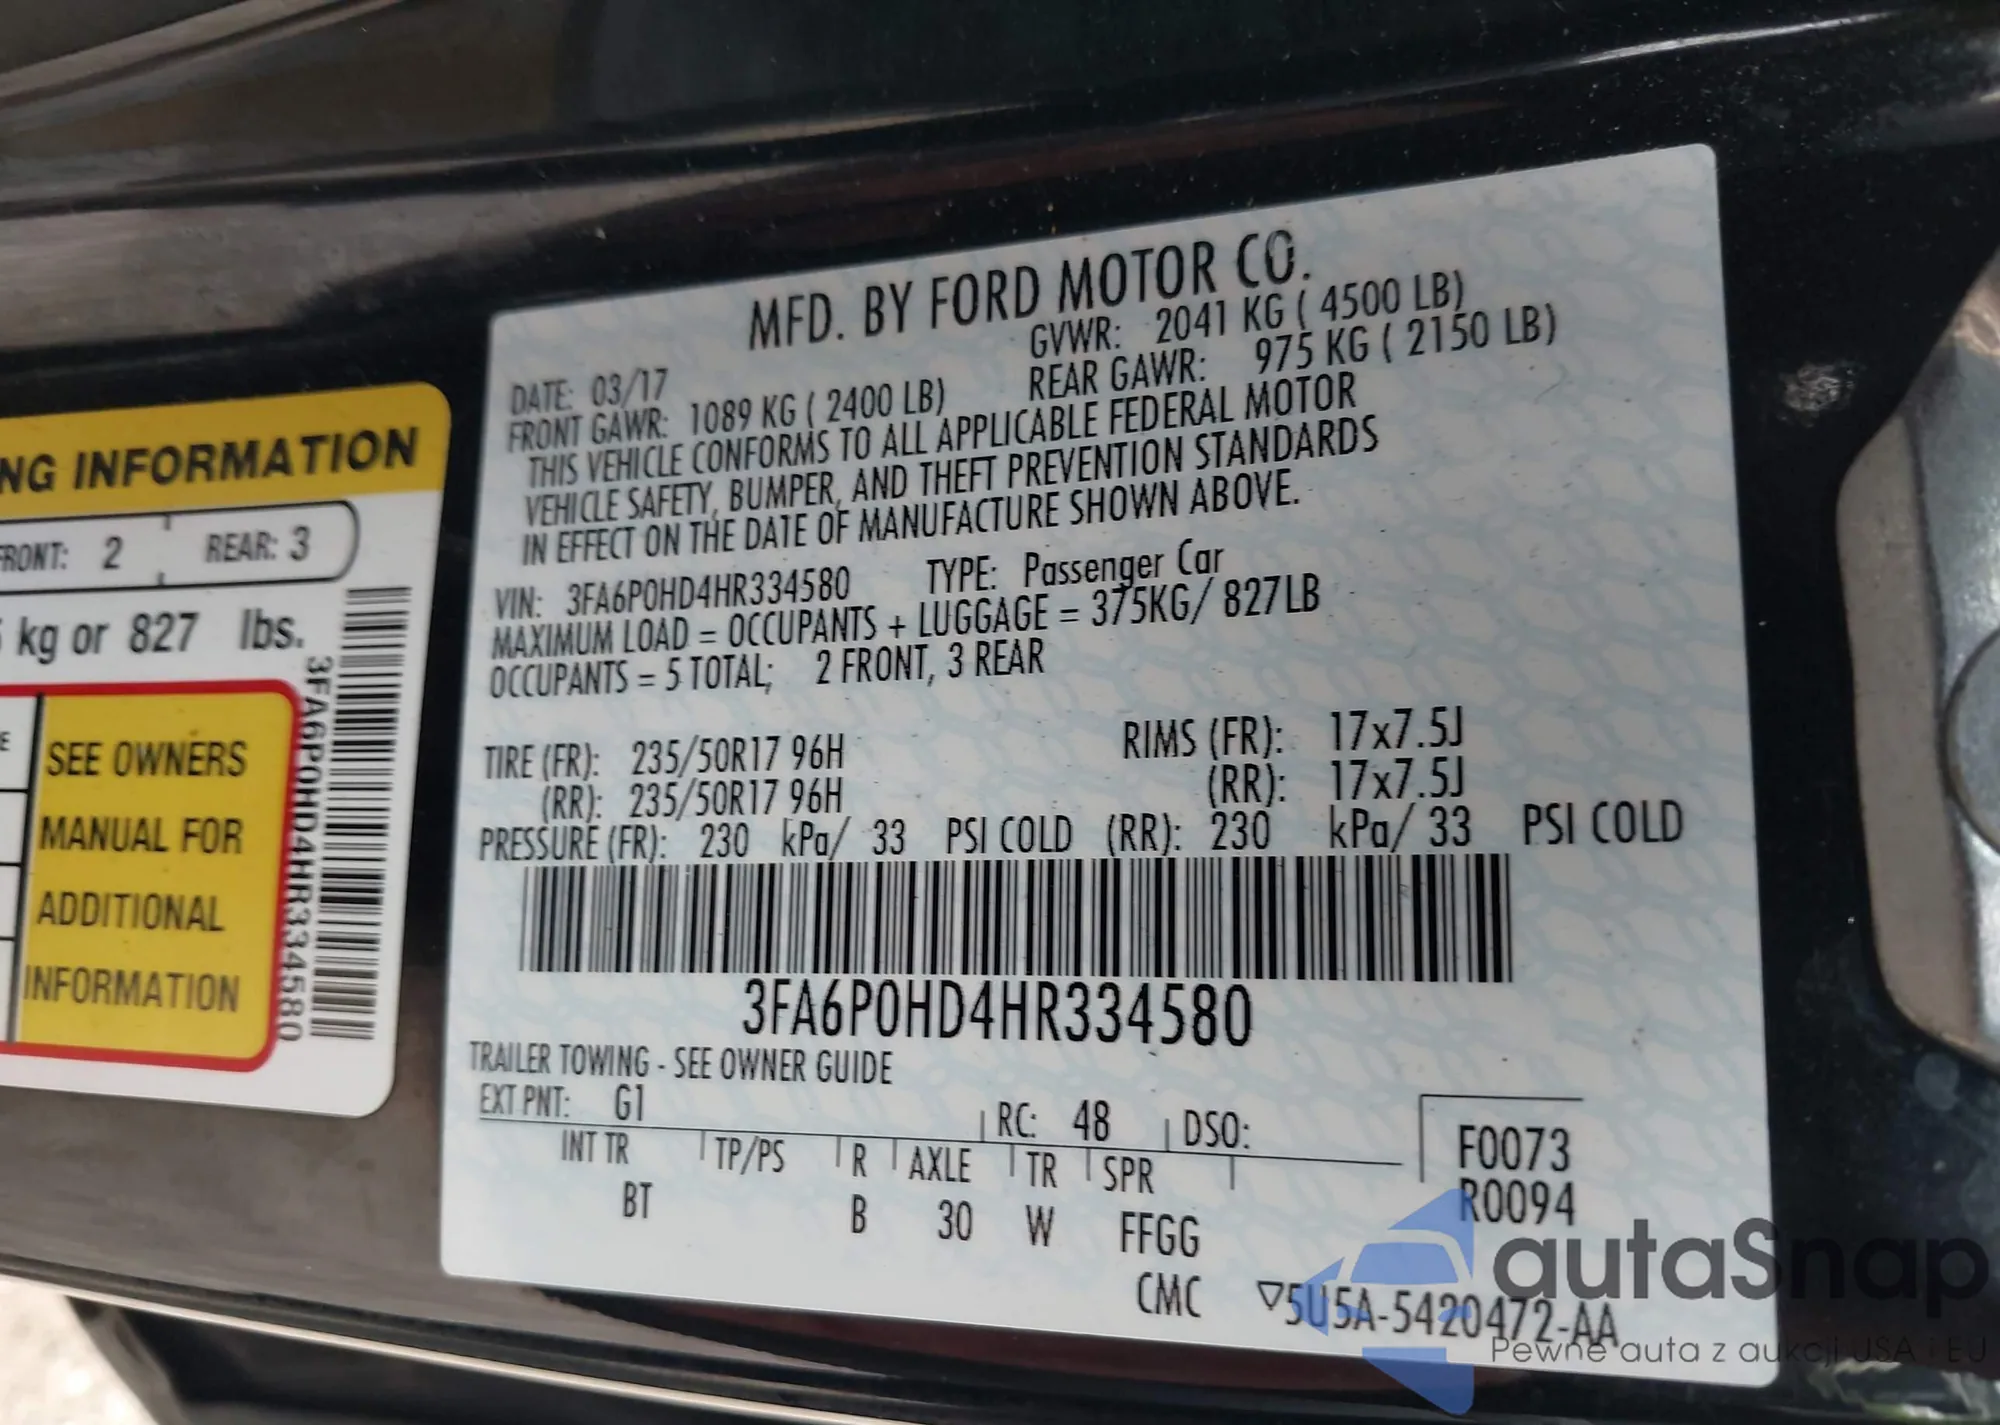 NG INFORMATION
FRONT: 2 REAR: 3
kg or 827 lbs.
SEE OWNERS
MANUAL FOR
ADDITIONAL
INFORMATION
3FA6P0HD4HR334580
MFD. BY FORD MOTOR CO.
DATE: 03/17 GVWR: 2041 KG ( 4500 LB)
FRONT GAWR: 1089 KG ( 2400 LB) REAR GAWR: 975 KG ( 2150 LB)
THIS VEHICLE CONFORMS TO ALL APPLICABLE FEDERAL MOTOR
VEHICLE SAFETY, BUMPER, AND THEFT PREVENTION STANDARDS
IN EFFECT ON THE DATE OF MANUFACTURE SHOWN ABOVE.
VIN: 3FA6P0HD4HR334580 TYPE: Passenger Car
MAXIMUM LOAD = OCCUPANTS + LUGGAGE = 375KG/ 827LB
OCCUPANTS = 5 TOTAL; 2 FRONT, 3 REAR
TIRE (FR): 235/50R17 96H RIMS (FR): 17x7.5J
(RR): 235/50R17 96H (RR): 17x7.5J
PRESSURE (FR): 230 kPa/ 33 PSI COLD (RR): 230 kPa/ 33 PSI COLD
3FA6P0HD4HR334580
TRAILER TOWING - SEE OWNER GUIDE
EXT PNT: G1 RC: 48 DSO:
INT TR TP/PS R AXLE TR SPR F0073
BT B 30 W FFGG R0094
CMC ▽5U5A-5420472-AA
autaSnap
Pewne auta z aukcji USA i EU